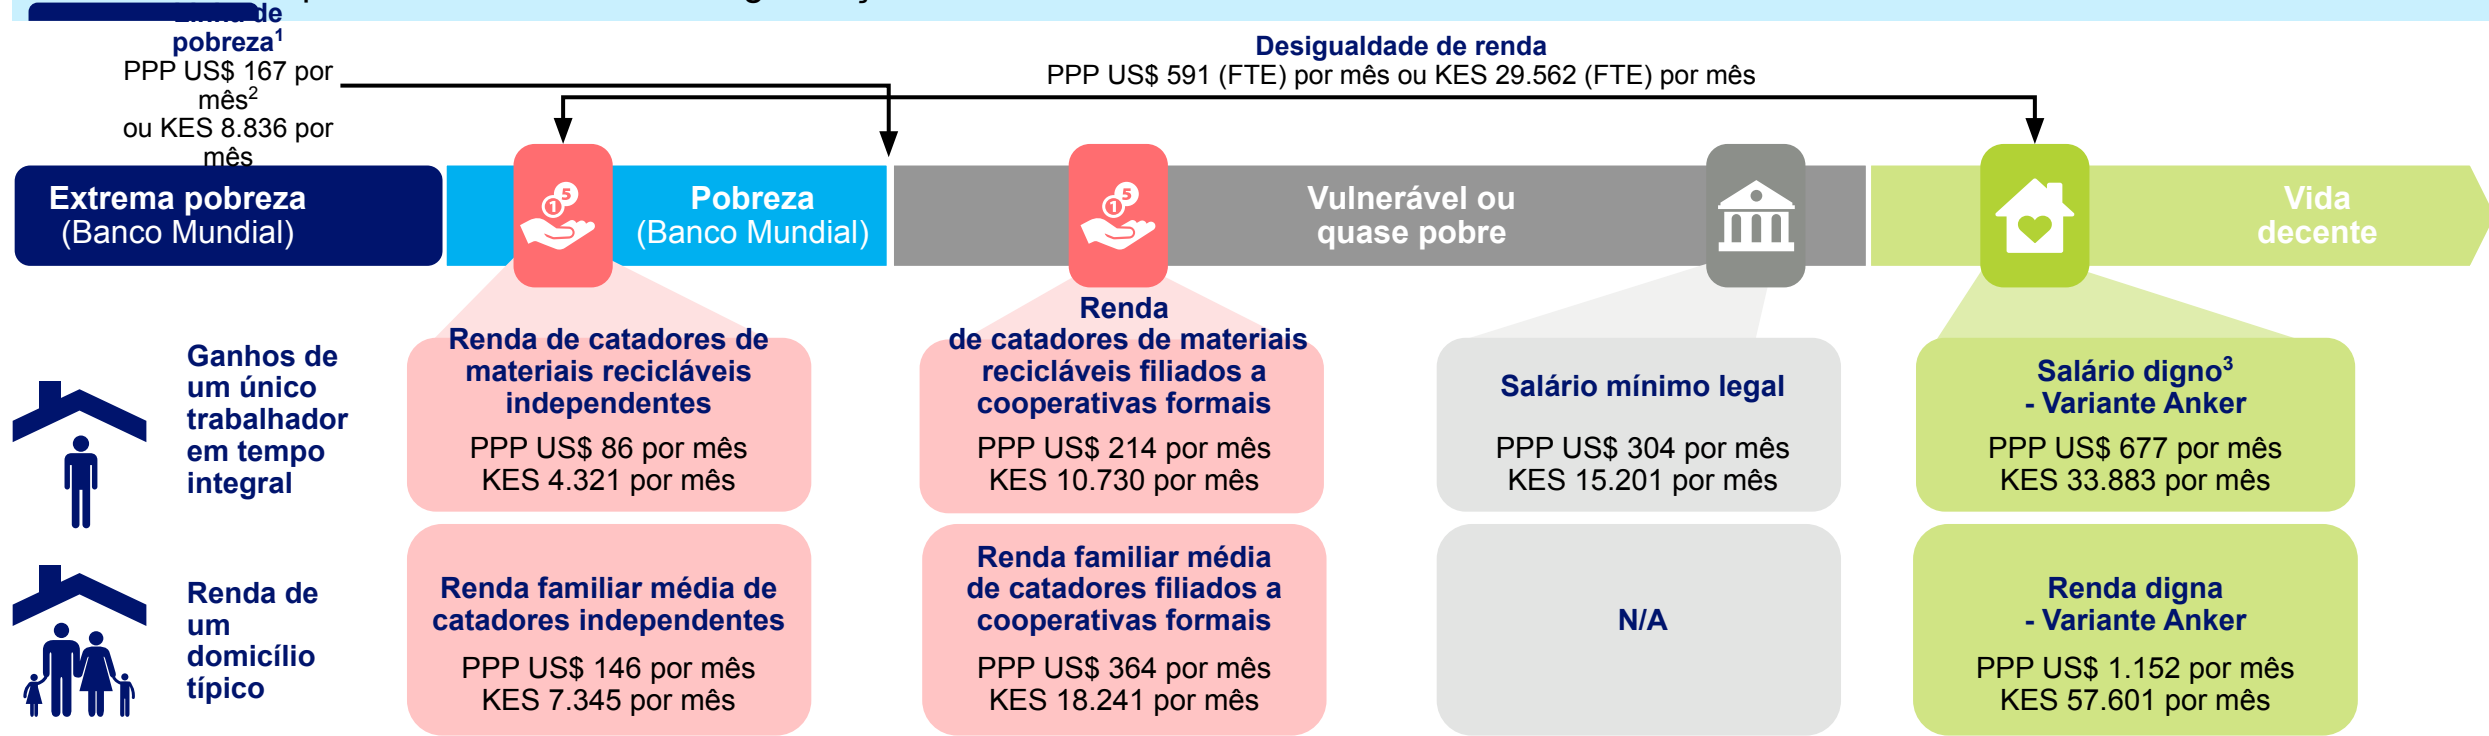 pobreza¹
PPP US$ 167 por
mês²
ou KES 8.836 por
mês
Desigualdade de renda
PPP US$ 591 (FTE) por mês ou KES 29.562 (FTE) por mês
Extrema pobreza
(Banco Mundial)
Pobreza
(Banco Mundial)
Vulnerável ou
quase pobre
Vida
decente
Ganhos de
um único
trabalhador
em tempo
integral
Renda de catadores de
materiais recicláveis
independentes
PPP US$ 86 por mês
KES 4.321 por mês
Renda
de catadores de materiais
recicláveis filiados a
cooperativas formais
PPP US$ 214 por mês
KES 10.730 por mês
Salário mínimo legal
PPP US$ 304 por mês
KES 15.201 por mês
Salário digno³
- Variante Anker
PPP US$ 677 por mês
KES 33.883 por mês
Renda de
um
domicílio
típico
Renda familiar média de
catadores independentes
PPP US$ 146 por mês
KES 7.345 por mês
Renda familiar média
de catadores filiados a
cooperativas formais
PPP US$ 364 por mês
KES 18.241 por mês
N/A
Renda digna
- Variante Anker
PPP US$ 1.152 por mês
KES 57.601 por mês